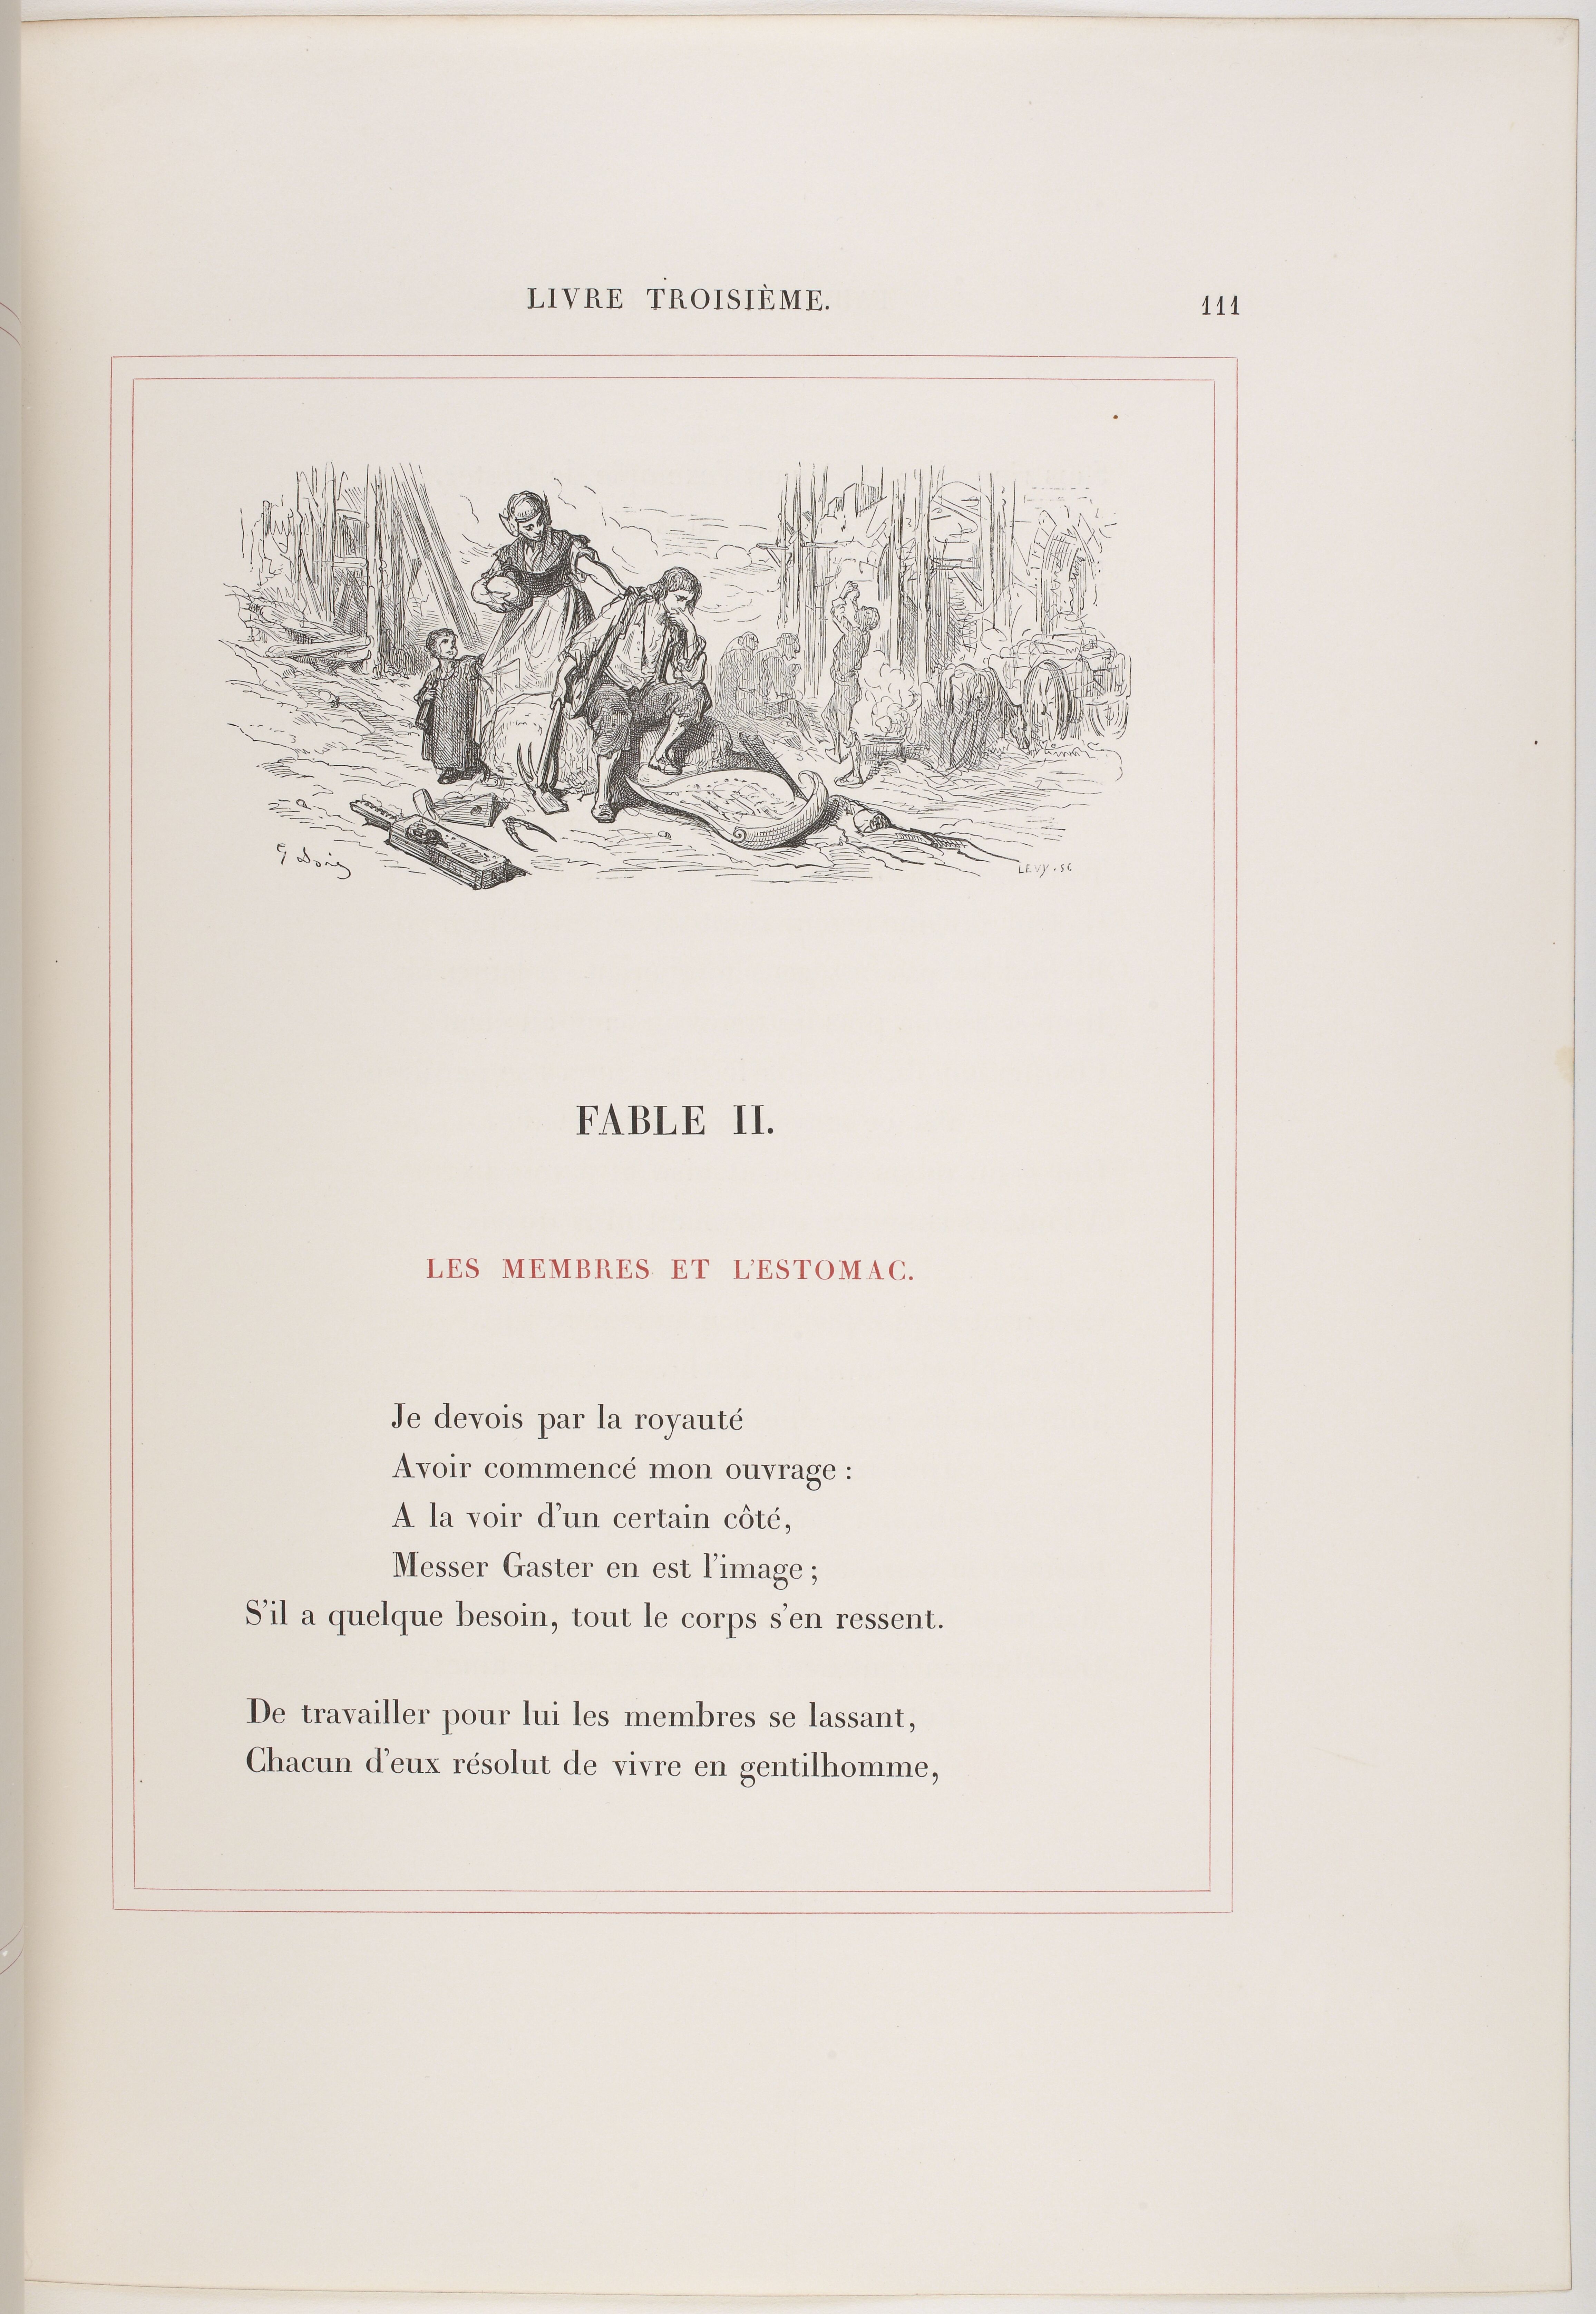 LIVRE TROISIÈME.
111
G Doré
LEVY . SC
FABLE II.
LES MEMBRES ET L'ESTOMAC.
Je devois par la royauté
Avoir commencé mon ouvrage :
A la voir d'un certain côté,
Messer Gaster en est l'image ;
S'il a quelque besoin, tout le corps s'en ressent.
De travailler pour lui les membres se lassant,
Chacun d'eux résolut de vivre en gentilhomme,